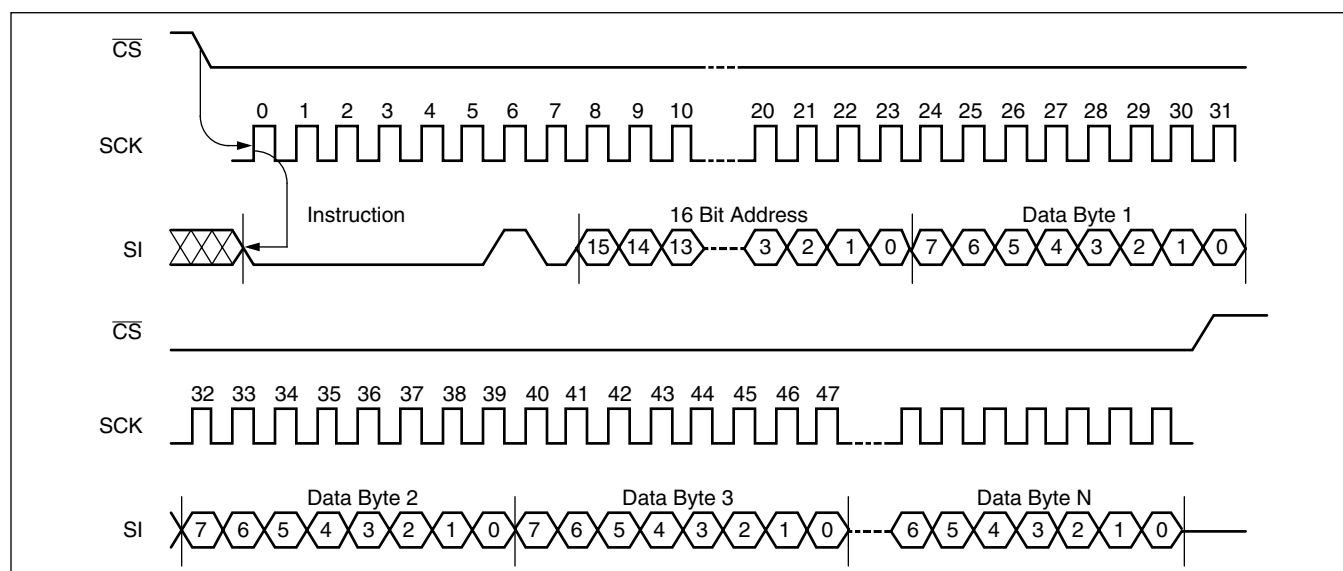 CS
0 1 2 3 4 5 6 7 8 9 10 20 21 22 23 24 25 26 27 28 29 30 31
SCK
Instruction 16 Bit Address Data Byte 1
SI 15 14 13 3 2 1 0 7 6 5 4 3 2 1 0
CS
32 33 34 35 36 37 38 39 40 41 42 43 44 45 46 47
SCK
Data Byte 2 Data Byte 3 Data Byte N
SI 7 6 5 4 3 2 1 0 7 6 5 4 3 2 1 0 6 5 4 3 2 1 0